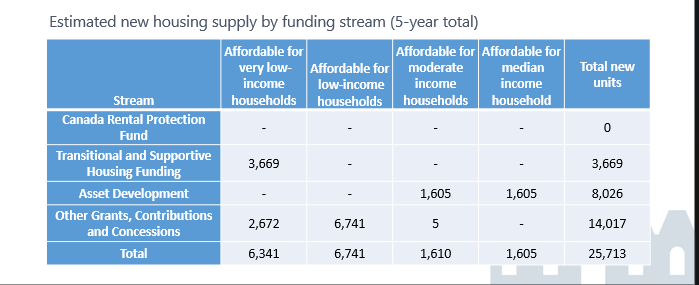 Estimated new housing supply by funding stream (5-year total)
Stream | Affordable for very low-income households | Affordable for low-income households | Affordable for moderate income households | Affordable for median income household | Total new units
Canada Rental Protection Fund | - | - | - | - | 0
Transitional and Supportive Housing Funding | 3,669 | - | - | - | 3,669
Asset Development | - | - | 1,605 | 1,605 | 8,026
Other Grants, Contributions and Concessions | 2,672 | 6,741 | 5 | - | 14,017
Total | 6,341 | 6,741 | 1,610 | 1,605 | 25,713